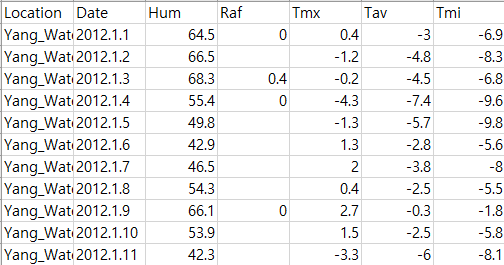 Location Date Hum Raf Tmx Tav Tmi
Yang_Wat 2012.1.1 64.5 0 0.4 -3 -6.9
Yang_Wat 2012.1.2 66.5 -1.2 -4.8 -8.3
Yang_Wat 2012.1.3 68.3 0.4 -0.2 -4.5 -6.8
Yang_Wat 2012.1.4 55.4 0 -4.3 -7.4 -9.6
Yang_Wat 2012.1.5 49.8 -1.3 -5.7 -9.8
Yang_Wat 2012.1.6 42.9 1.3 -2.8 -5.6
Yang_Wat 2012.1.7 46.5 2 -3.8 -8
Yang_Wat 2012.1.8 54.3 0.4 -2.5 -5.5
Yang_Wat 2012.1.9 66.1 0 2.7 -0.3 -1.8
Yang_Wat 2012.1.10 53.9 1.5 -2.5 -5.8
Yang_Wat 2012.1.11 42.3 -3.3 -6 -8.1